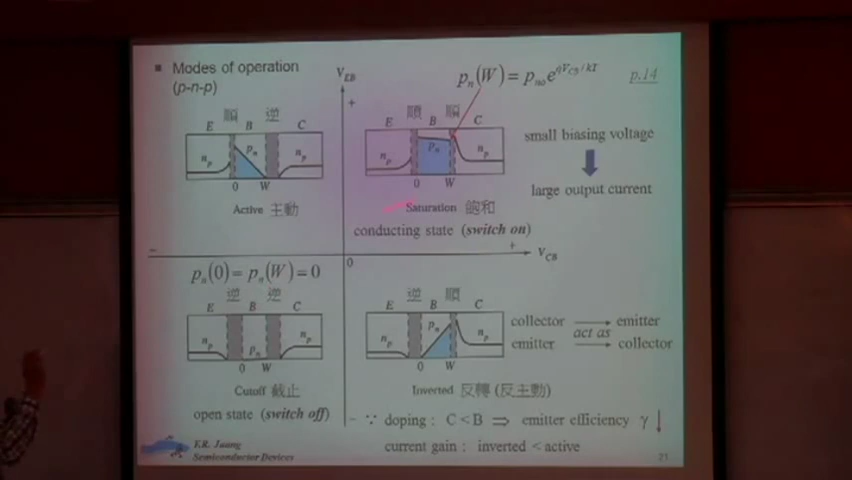 ▪ Modes of operation
(p-n-p)
V_EB
p_n(W) = p_no e^{qV_CB/kT}
p.14
+
順 逆
E B C
n_p p_n n_p
0 W
Active 主動
順 順
E B C
n_p p_n n_p
0 W
Saturation 飽和
conducting state (switch on)
small biasing voltage
large output current
− 0 + V_CB
p_n(0) = p_n(W) = 0
逆 逆
E B C
n_p p_n n_p
0 W
Cutoff 截止
open state (switch off)
逆 順
E B C
n_p p_n n_p
0 W
Inverted 反轉 (反主動)
collector → emitter
act as
emitter → collector
−
∵ doping : C < B ⇒ emitter efficiency γ ↓
current gain : inverted < active
Y.R. Juang
Semiconductor Devices
21